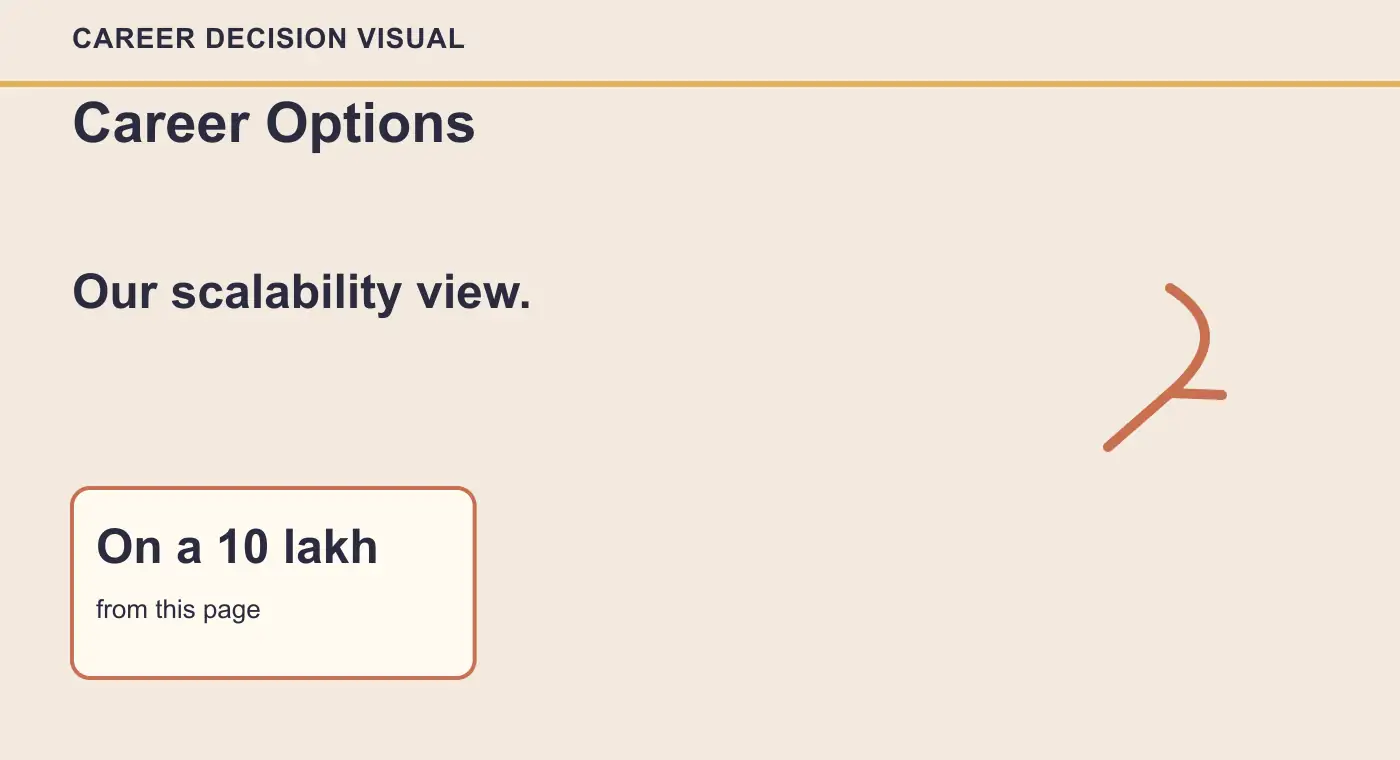 CAREER DECISION VISUAL
Career Options
Our scalability view.
On a 10 lakh
from this page